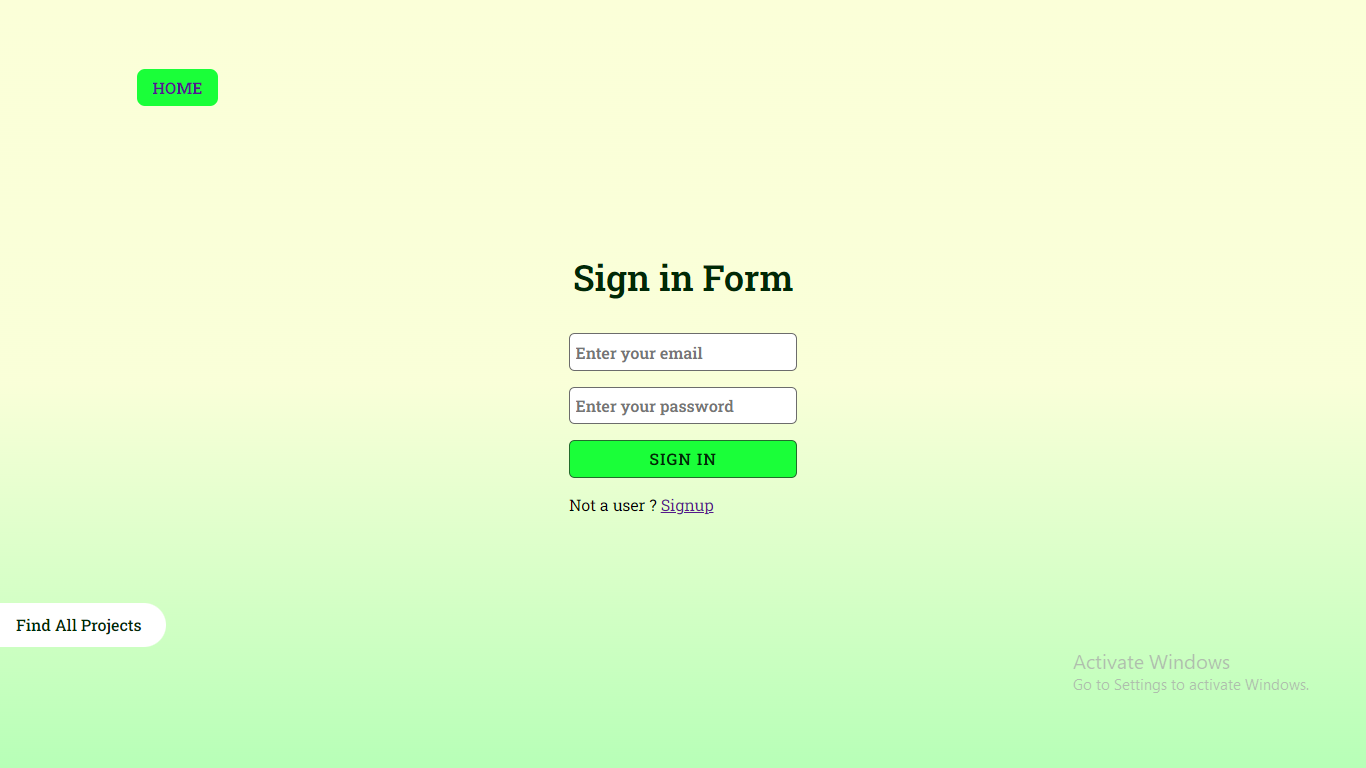 HOME
Sign in Form
Enter your email
Enter your password
SIGN IN
Not a user ? Signup
Find All Projects
Activate Windows
Go to Settings to activate Windows.